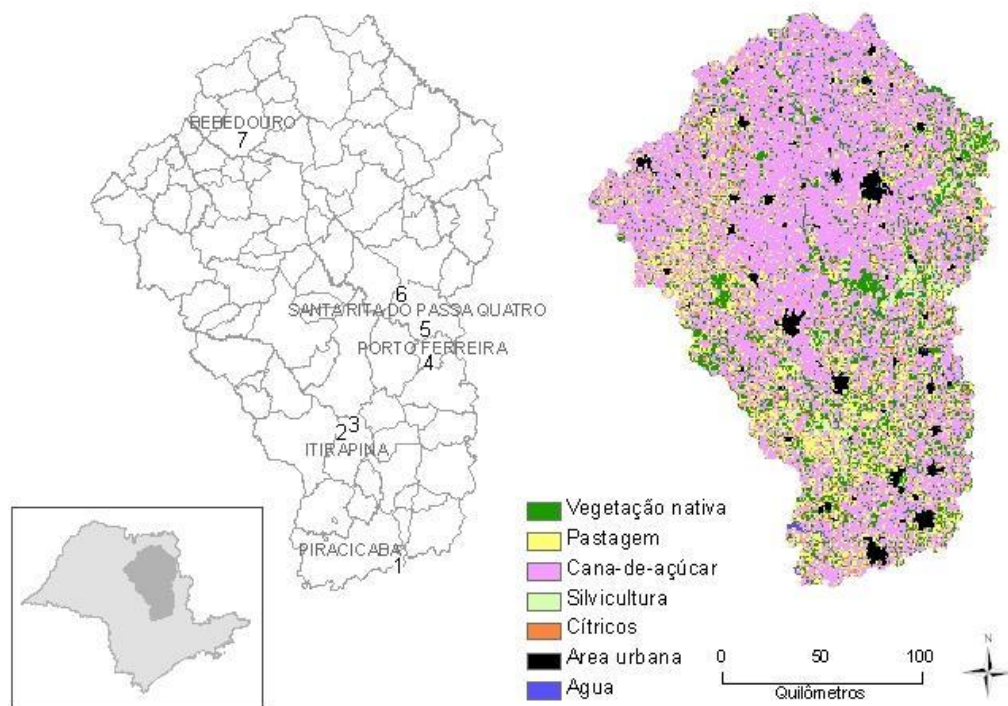 BEBEDOURO
7
6
SANTA RITA DO PASSA QUATRO
5
PORTO FERREIRA
4
3
2
ITIRAPINA
PIRACICABA
1
Vegetação nativa
Pastagem
Cana-de-açúcar
Silvicultura
Cítricos
Area urbana
Agua
0 50 100
Quilômetros
N